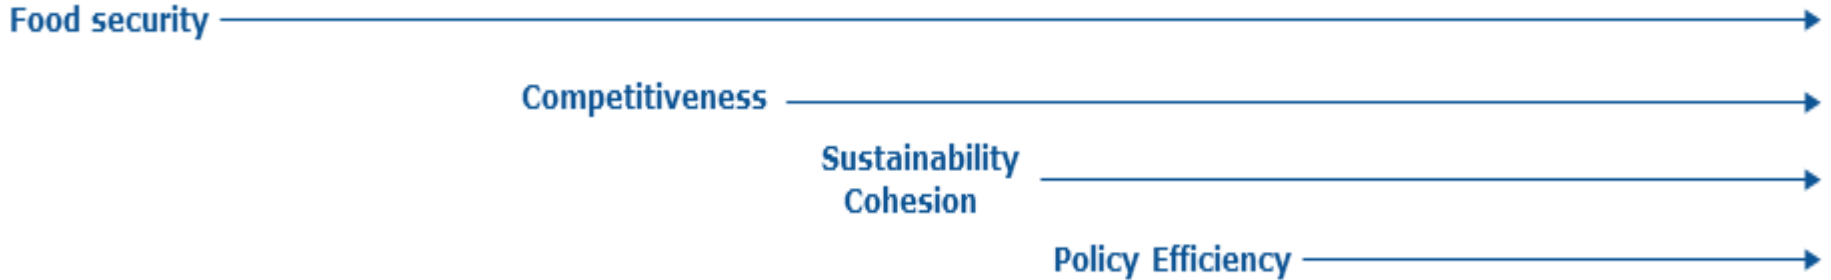 Food security
Competitiveness
Sustainability
Cohesion
Policy Efficiency